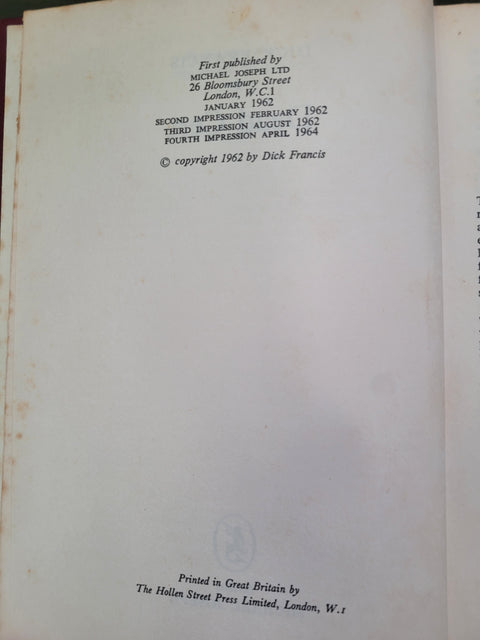 First published by
MICHAEL JOSEPH LTD
26 Bloomsbury Street
London, W.C.1
JANUARY 1962
SECOND IMPRESSION FEBRUARY 1962
THIRD IMPRESSION AUGUST 1962
FOURTH IMPRESSION APRIL 1964
© copyright 1962 by Dick Francis
Printed in Great Britain by
The Hollen Street Press Limited, London, W.1